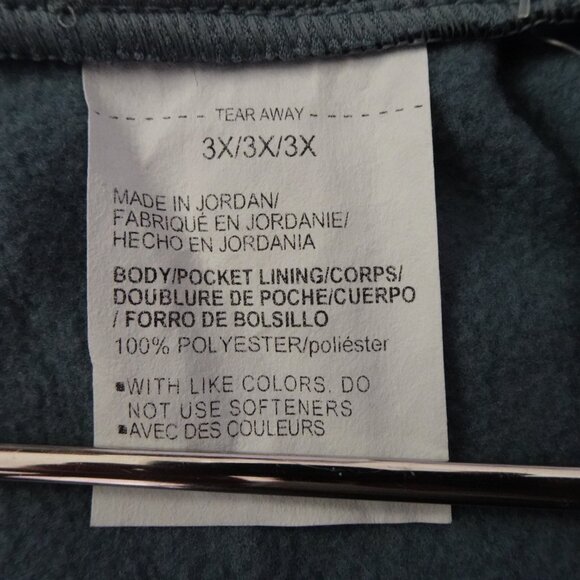 TEAR AWAY
3X/3X/3X
MADE IN JORDAN/
FABRIQUÉ EN JORDANIE/
HECHO EN JORDANIA
BODY/POCKET LINING/CORPS/
DOUBLURE DE POCHE/CUERPO
/ FORRO DE BOLSILLO
100% POLYESTER/poliéster
▪WITH LIKE COLORS. DO
NOT USE SOFTENERS
▪AVEC DES COULEURS